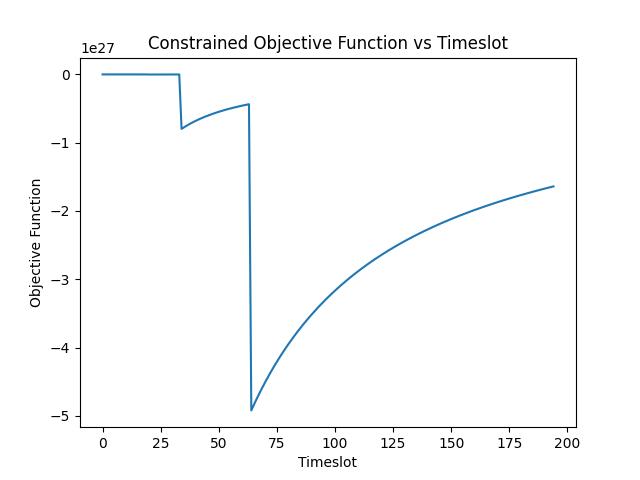 Constrained Objective Function vs Timeslot
1e27
0
−1
−2
−3
−4
−5
Objective Function
0 25 50 75 100 125 150 175 200
Timeslot